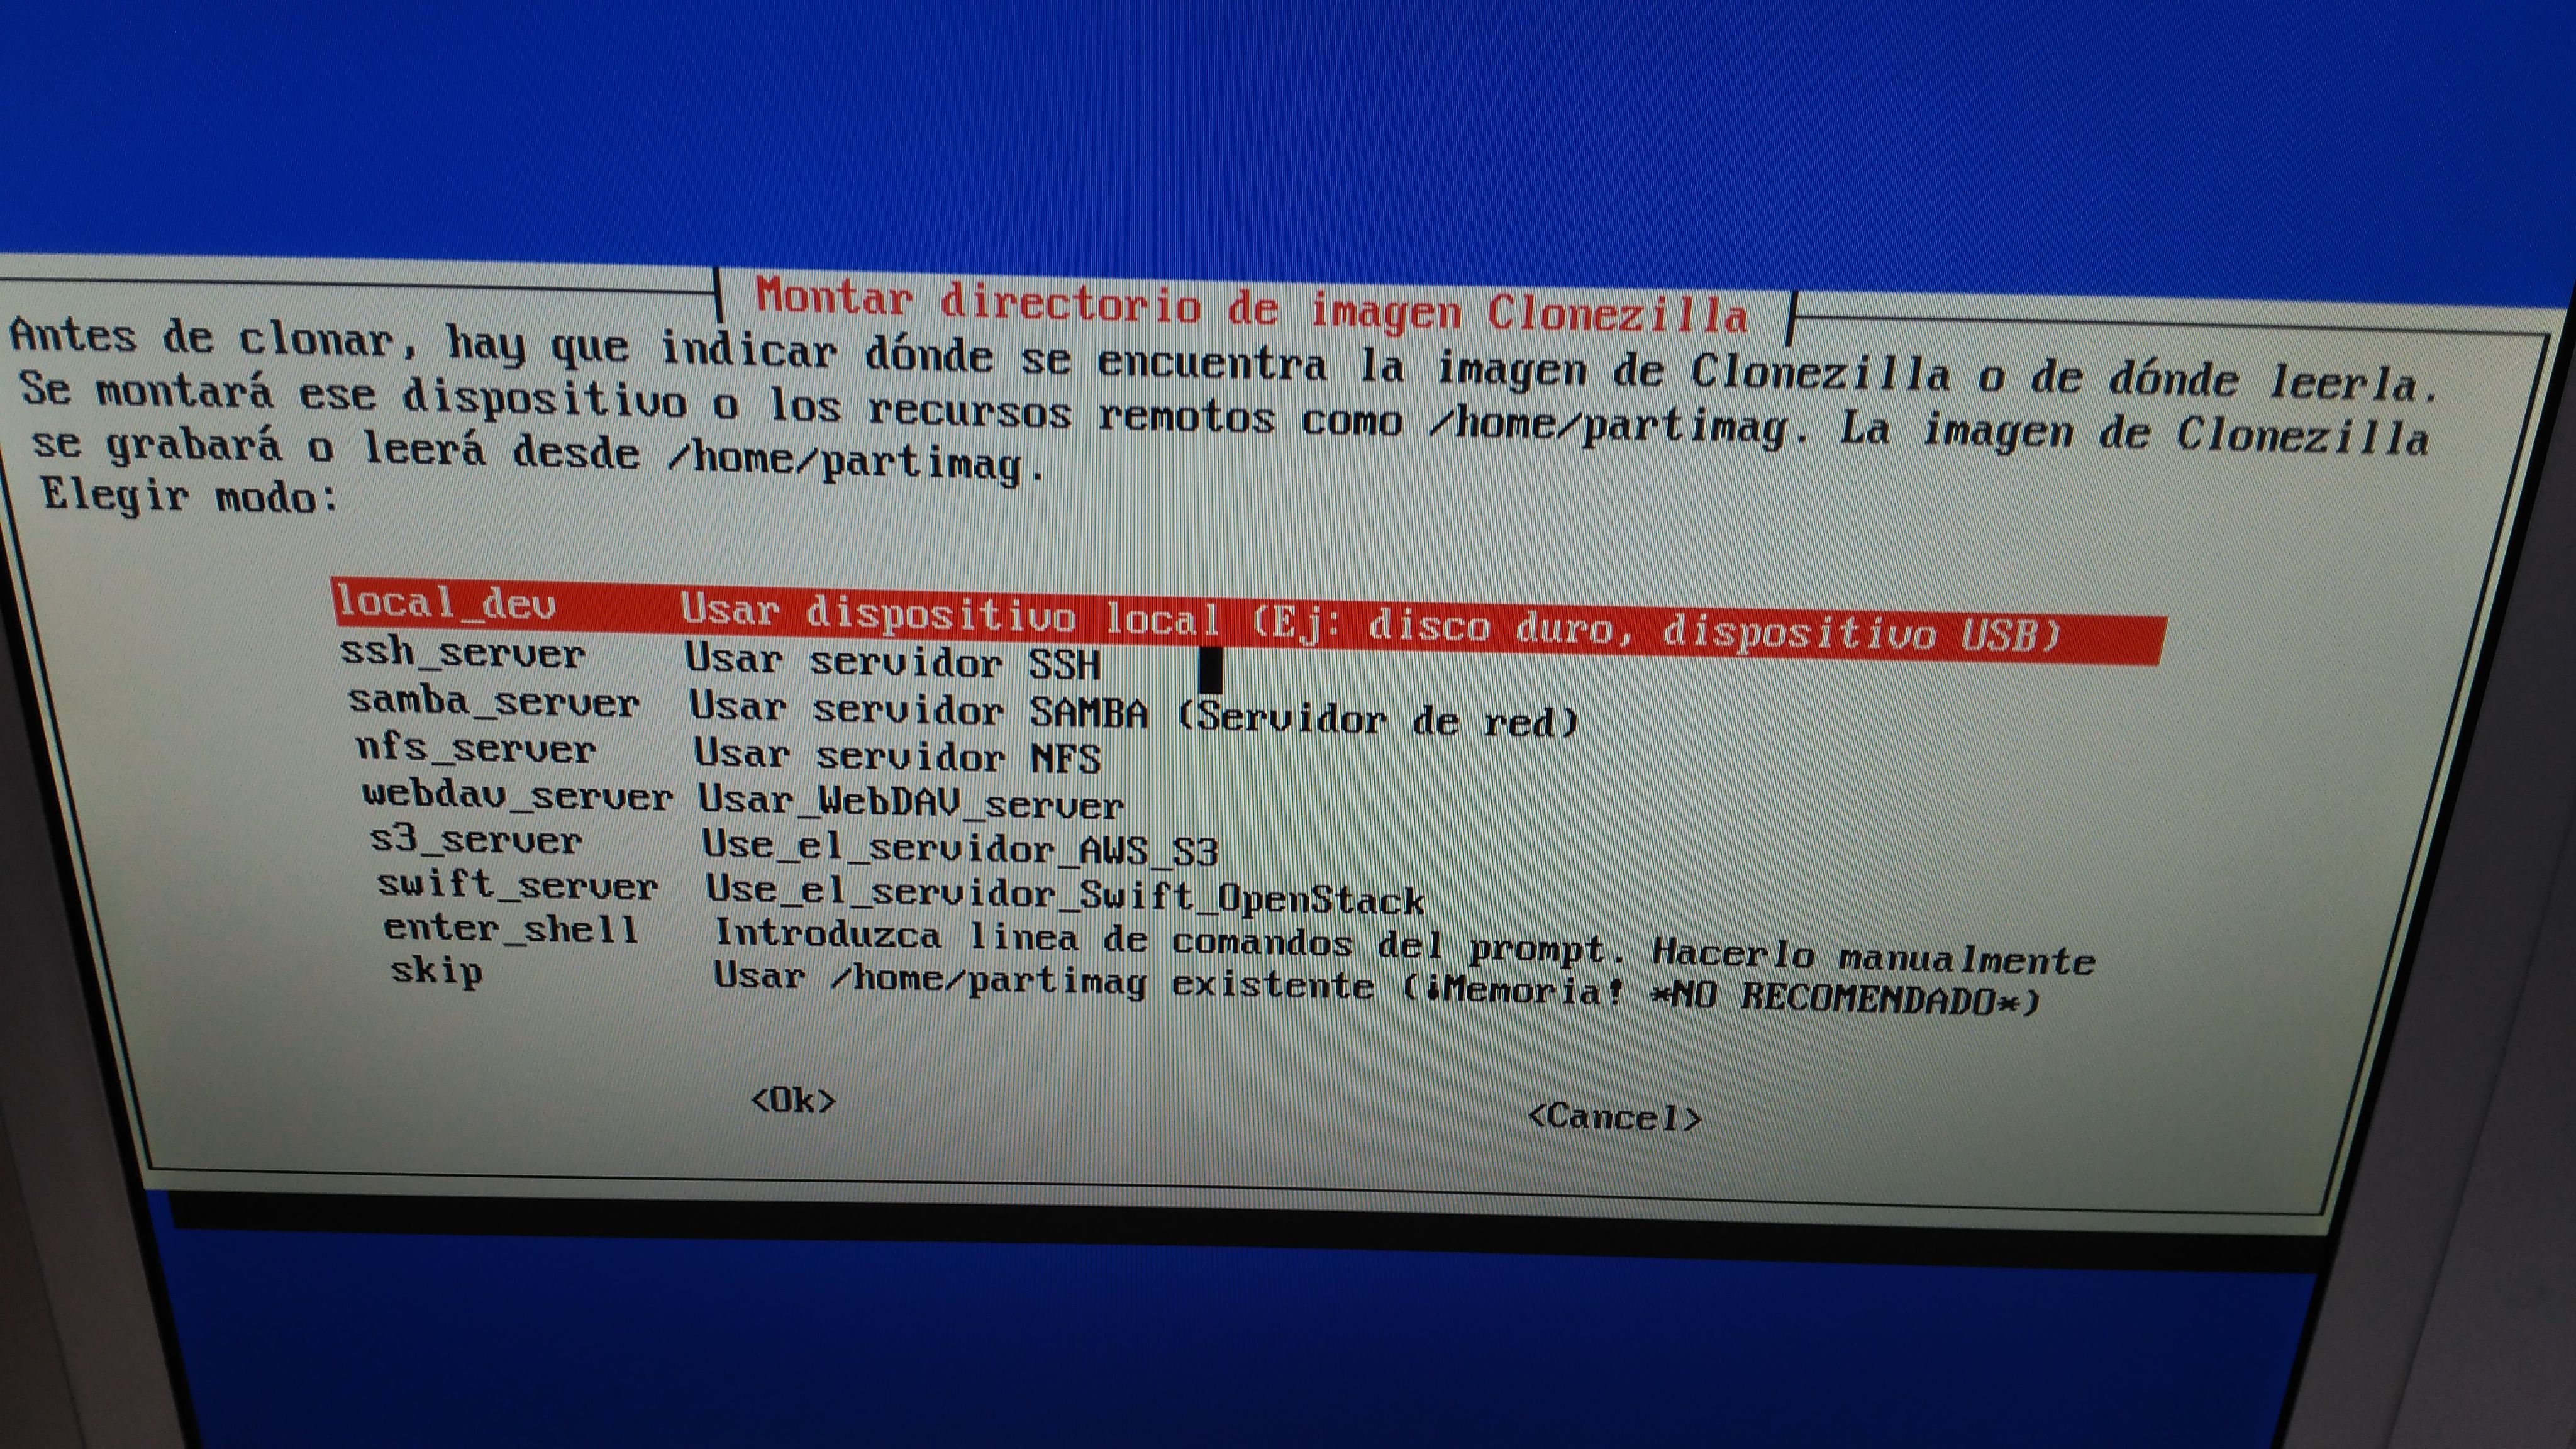 Montar directorio de imagen Clonezilla
Antes de clonar, hay que indicar dónde se encuentra la imagen de Clonezilla o de dónde leerla.
Se montará ese dispositivo o los recursos remotos como /home/partimag. La imagen de Clonezilla
se grabará o leerá desde /home/partimag.
Elegir modo:
local_dev Usar dispositivo local (Ej: disco duro, dispositivo USB)
ssh_server Usar servidor SSH
samba_server Usar servidor SAMBA (Servidor de red)
nfs_server Usar servidor NFS
webdav_server Usar_WebDAV_server
s3_server Use_el_servidor_AWS_S3
swift_server Use_el_servidor_Swift_OpenStack
enter_shell Introduzca linea de comandos del prompt. Hacerlo manualmente
skip Usar /home/partimag existente (¡Memoria! *NO RECOMENDADO*)
<Ok> <Cancel>